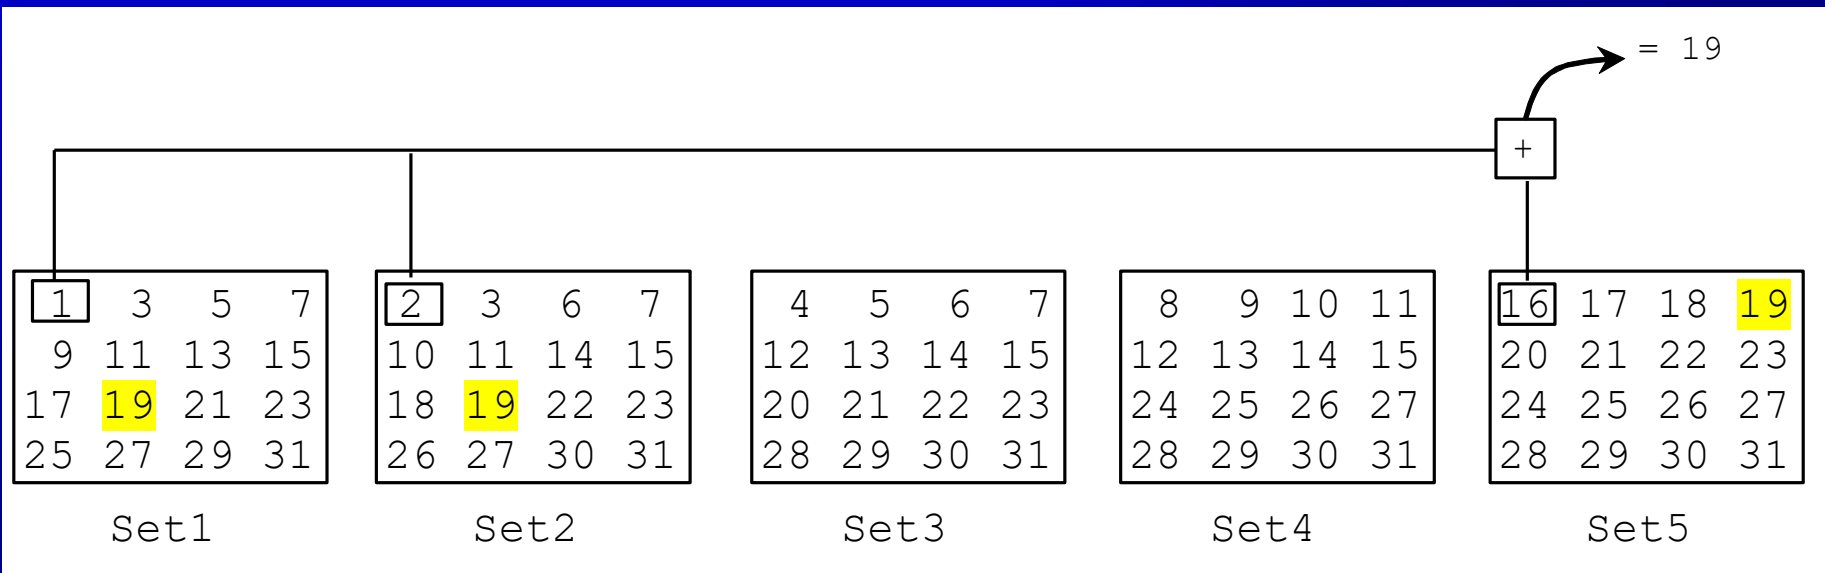 = 19
+
1 3 5 7
9 11 13 15
17 19 21 23
25 27 29 31
Set1
2 3 6 7
10 11 14 15
18 19 22 23
26 27 30 31
Set2
4 5 6 7
12 13 14 15
20 21 22 23
28 29 30 31
Set3
8 9 10 11
12 13 14 15
24 25 26 27
28 29 30 31
Set4
16 17 18 19
20 21 22 23
24 25 26 27
28 29 30 31
Set5